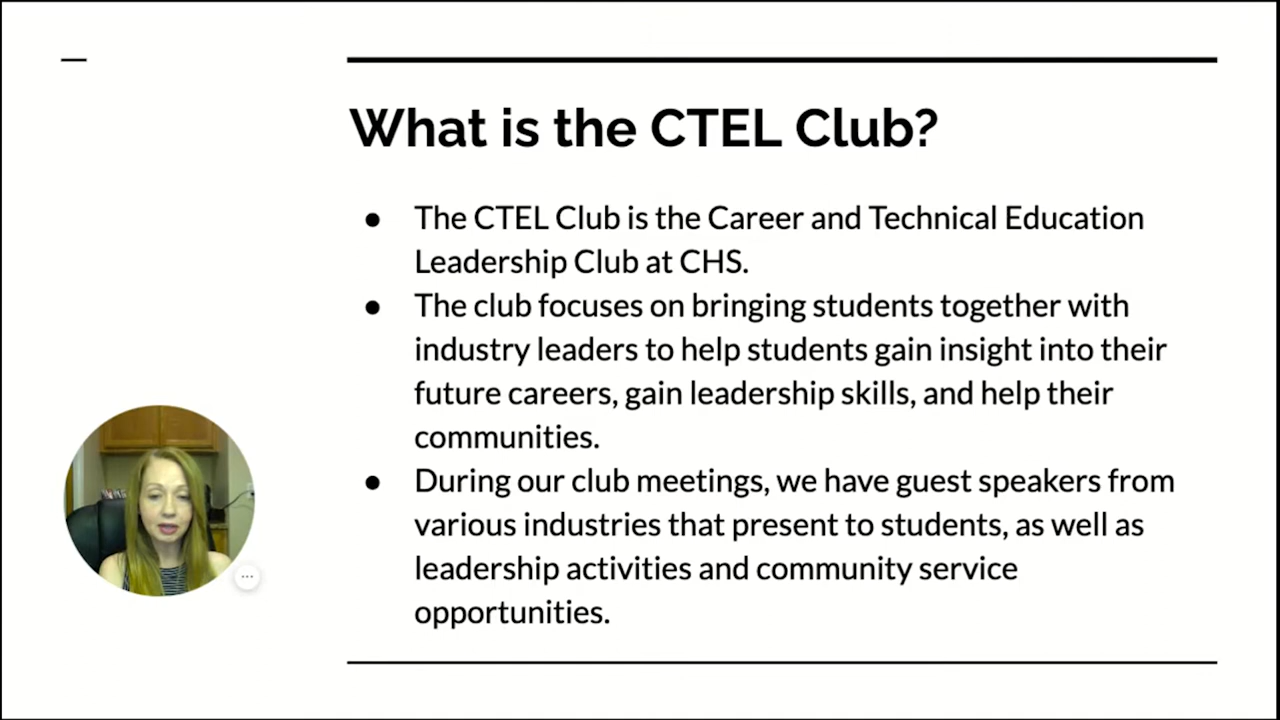 What is the CTEL Club?
● The CTEL Club is the Career and Technical Education
Leadership Club at CHS.
● The club focuses on bringing students together with
industry leaders to help students gain insight into their
future careers, gain leadership skills, and help their
communities.
● During our club meetings, we have guest speakers from
various industries that present to students, as well as
leadership activities and community service
opportunities.